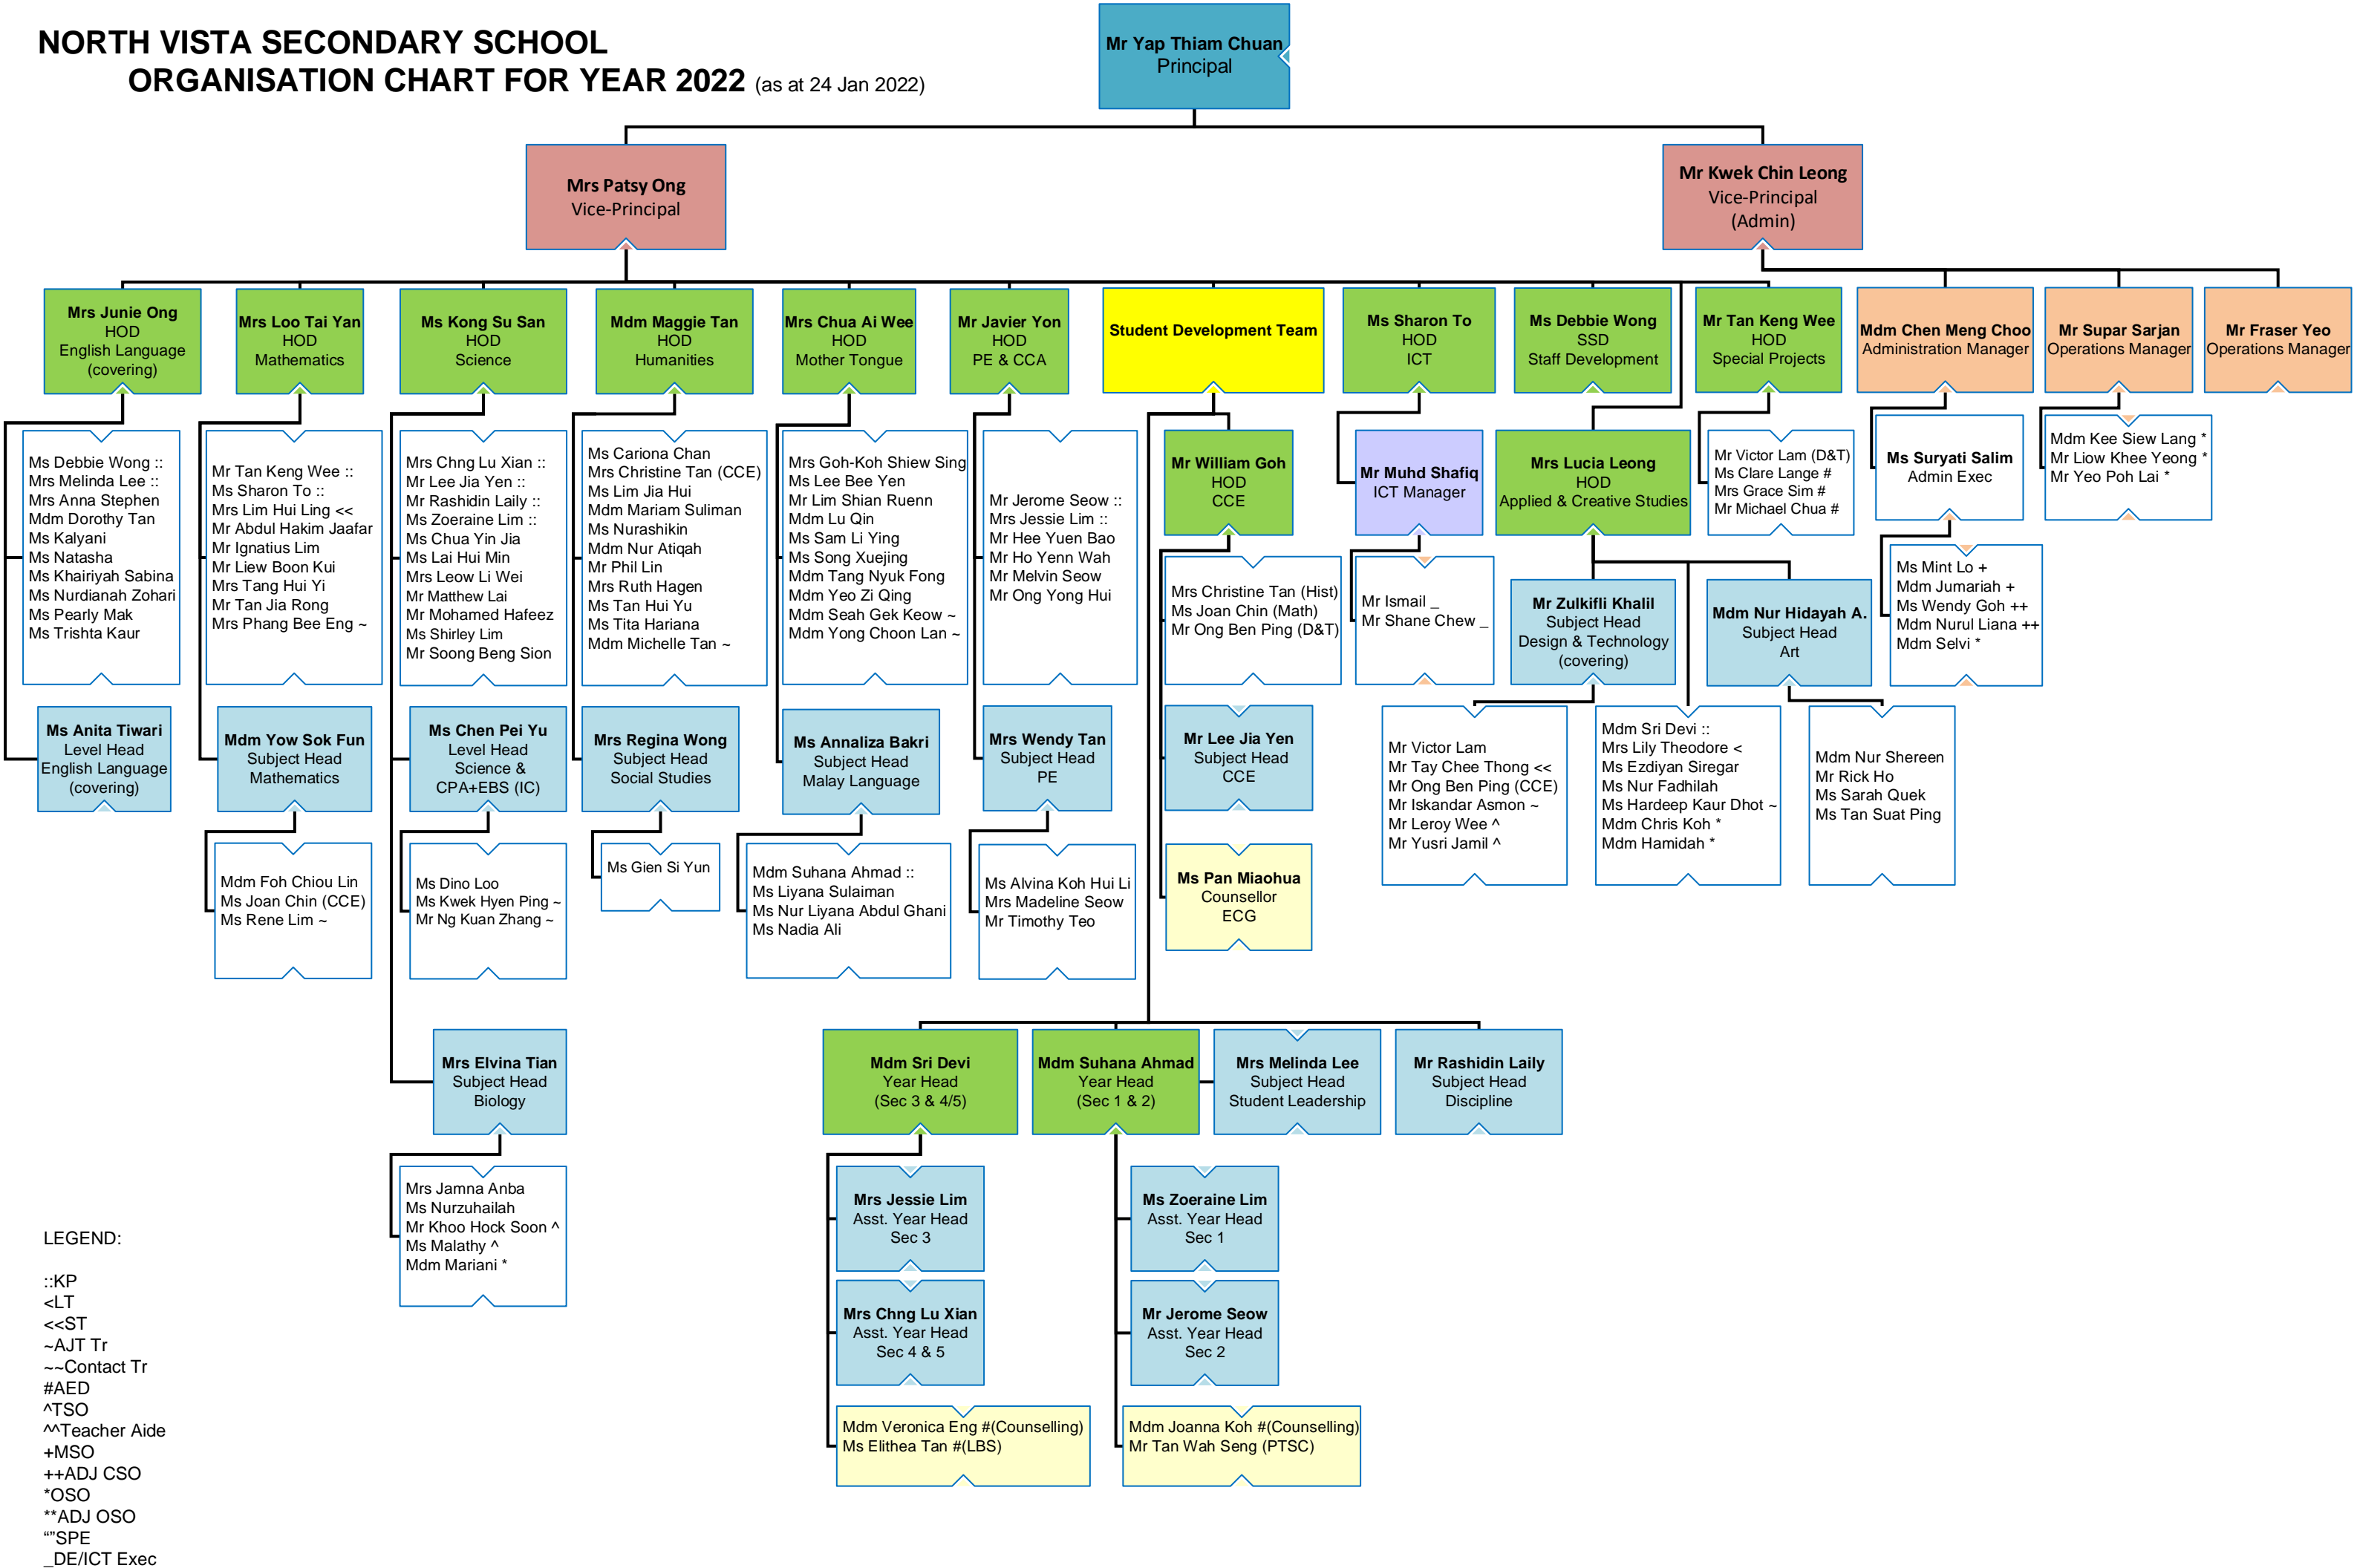 NORTH VISTA SECONDARY SCHOOL
ORGANISATION CHART FOR YEAR 2022 (as at 24 Jan 2022)
Mr Yap Thiam Chuan
Principal
Mrs Patsy Ong
Vice-Principal
Mr Kwek Chin Leong
Vice-Principal
(Admin)
Mrs Junie Ong
HOD
English Language
(covering)
Mrs Loo Tai Yan
HOD
Mathematics
Ms Kong Su San
HOD
Science
Mdm Maggie Tan
HOD
Humanities
Mrs Chua Ai Wee
HOD
Mother Tongue
Mr Javier Yon
HOD
PE & CCA
Student Development Team
Ms Sharon To
HOD
ICT
Ms Debbie Wong
SSD
Staff Development
Mr Tan Keng Wee
HOD
Special Projects
Mdm Chen Meng Choo
Administration Manager
Mr Supar Sarjan
Operations Manager
Mr Fraser Yeo
Operations Manager
Ms Debbie Wong ::
Mrs Melinda Lee ::
Mrs Anna Stephen
Mdm Dorothy Tan
Ms Kalyani
Ms Natasha
Ms Khairiyah Sabina
Ms Nurdianah Zohari
Ms Pearly Mak
Ms Trishta Kaur
Mr Tan Keng Wee ::
Ms Sharon To ::
Mrs Lim Hui Ling <<
Mr Abdul Hakim Jaafar
Mr Ignatius Lim
Mr Liew Boon Kui
Mrs Tang Hui Yi
Mr Tan Jia Rong
Mrs Phang Bee Eng ~
Mrs Chng Lu Xian ::
Mr Lee Jia Yen ::
Mr Rashidin Laily ::
Ms Zoeraine Lim ::
Ms Chua Yin Jia
Ms Lai Hui Min
Mrs Leow Li Wei
Mr Matthew Lai
Mr Mohamed Hafeez
Ms Shirley Lim
Mr Soong Beng Sion
Ms Cariona Chan
Mrs Christine Tan (CCE)
Ms Lim Jia Hui
Mdm Mariam Suliman
Ms Nurashikin
Mdm Nur Atiqah
Mr Phil Lin
Mrs Ruth Hagen
Ms Tan Hui Yu
Ms Tita Hariana
Mdm Michelle Tan ~
Mrs Goh-Koh Shiew Sing
Ms Lee Bee Yen
Mr Lim Shian Ruenn
Mdm Lu Qin
Ms Sam Li Ying
Ms Song Xuejing
Mdm Tang Nyuk Fong
Mdm Yeo Zi Qing
Mdm Seah Gek Keow ~
Mdm Yong Choon Lan ~
Mr Jerome Seow ::
Mrs Jessie Lim ::
Mr Hee Yuen Bao
Mr Ho Yenn Wah
Mr Melvin Seow
Mr Ong Yong Hui
Mr William Goh
HOD
CCE
Mr Muhd Shafiq
ICT Manager
Mrs Lucia Leong
HOD
Applied & Creative Studies
Mr Victor Lam (D&T)
Ms Clare Lange #
Mrs Grace Sim #
Mr Michael Chua #
Ms Suryati Salim
Admin Exec
Mdm Kee Siew Lang *
Mr Liow Khee Yeong *
Mr Yeo Poh Lai *
Mrs Christine Tan (Hist)
Ms Joan Chin (Math)
Mr Ong Ben Ping (D&T)
Mr Ismail _
Mr Shane Chew _
Mr Zulkifli Khalil
Subject Head
Design & Technology
(covering)
Mdm Nur Hidayah A.
Subject Head
Art
Ms Mint Lo +
Mdm Jumariah +
Ms Wendy Goh ++
Mdm Nurul Liana ++
Mdm Selvi *
Ms Anita Tiwari
Level Head
English Language
(covering)
Mdm Yow Sok Fun
Subject Head
Mathematics
Ms Chen Pei Yu
Level Head
Science &
CPA+EBS (IC)
Mrs Regina Wong
Subject Head
Social Studies
Ms Annaliza Bakri
Subject Head
Malay Language
Mrs Wendy Tan
Subject Head
PE
Mr Lee Jia Yen
Subject Head
CCE
Mr Victor Lam
Mr Tay Chee Thong <<
Mr Ong Ben Ping (CCE)
Mr Iskandar Asmon ~
Mr Leroy Wee ^
Mr Yusri Jamil ^
Mdm Sri Devi ::
Mrs Lily Theodore <
Ms Ezdiyan Siregar
Ms Nur Fadhilah
Ms Hardeep Kaur Dhot ~
Mdm Chris Koh *
Mdm Hamidah *
Mdm Nur Shereen
Mr Rick Ho
Ms Sarah Quek
Ms Tan Suat Ping
Mdm Foh Chiou Lin
Ms Joan Chin (CCE)
Ms Rene Lim ~
Ms Dino Loo
Ms Kwek Hyen Ping ~
Mr Ng Kuan Zhang ~
Ms Gien Si Yun
Mdm Suhana Ahmad ::
Ms Liyana Sulaiman
Ms Nur Liyana Abdul Ghani
Ms Nadia Ali
Ms Alvina Koh Hui Li
Mrs Madeline Seow
Mr Timothy Teo
Ms Pan Miaohua
Counsellor
ECG
Mrs Elvina Tian
Subject Head
Biology
Mdm Sri Devi
Year Head
(Sec 3 & 4/5)
Mdm Suhana Ahmad
Year Head
(Sec 1 & 2)
Mrs Melinda Lee
Subject Head
Student Leadership
Mr Rashidin Laily
Subject Head
Discipline
Mrs Jamna Anba
Ms Nurzuhailah
Mr Khoo Hock Soon ^
Ms Malathy ^
Mdm Mariani *
Mrs Jessie Lim
Asst. Year Head
Sec 3
Ms Zoeraine Lim
Asst. Year Head
Sec 1
Mrs Chng Lu Xian
Asst. Year Head
Sec 4 & 5
Mr Jerome Seow
Asst. Year Head
Sec 2
Mdm Veronica Eng #(Counselling)
Ms Elithea Tan #(LBS)
Mdm Joanna Koh #(Counselling)
Mr Tan Wah Seng (PTSC)
LEGEND:
::KP
<LT
<<ST
~AJT Tr
~~Contact Tr
#AED
^TSO
^^Teacher Aide
+MSO
++ADJ CSO
*OSO
**ADJ OSO
“”SPE
_DE/ICT Exec